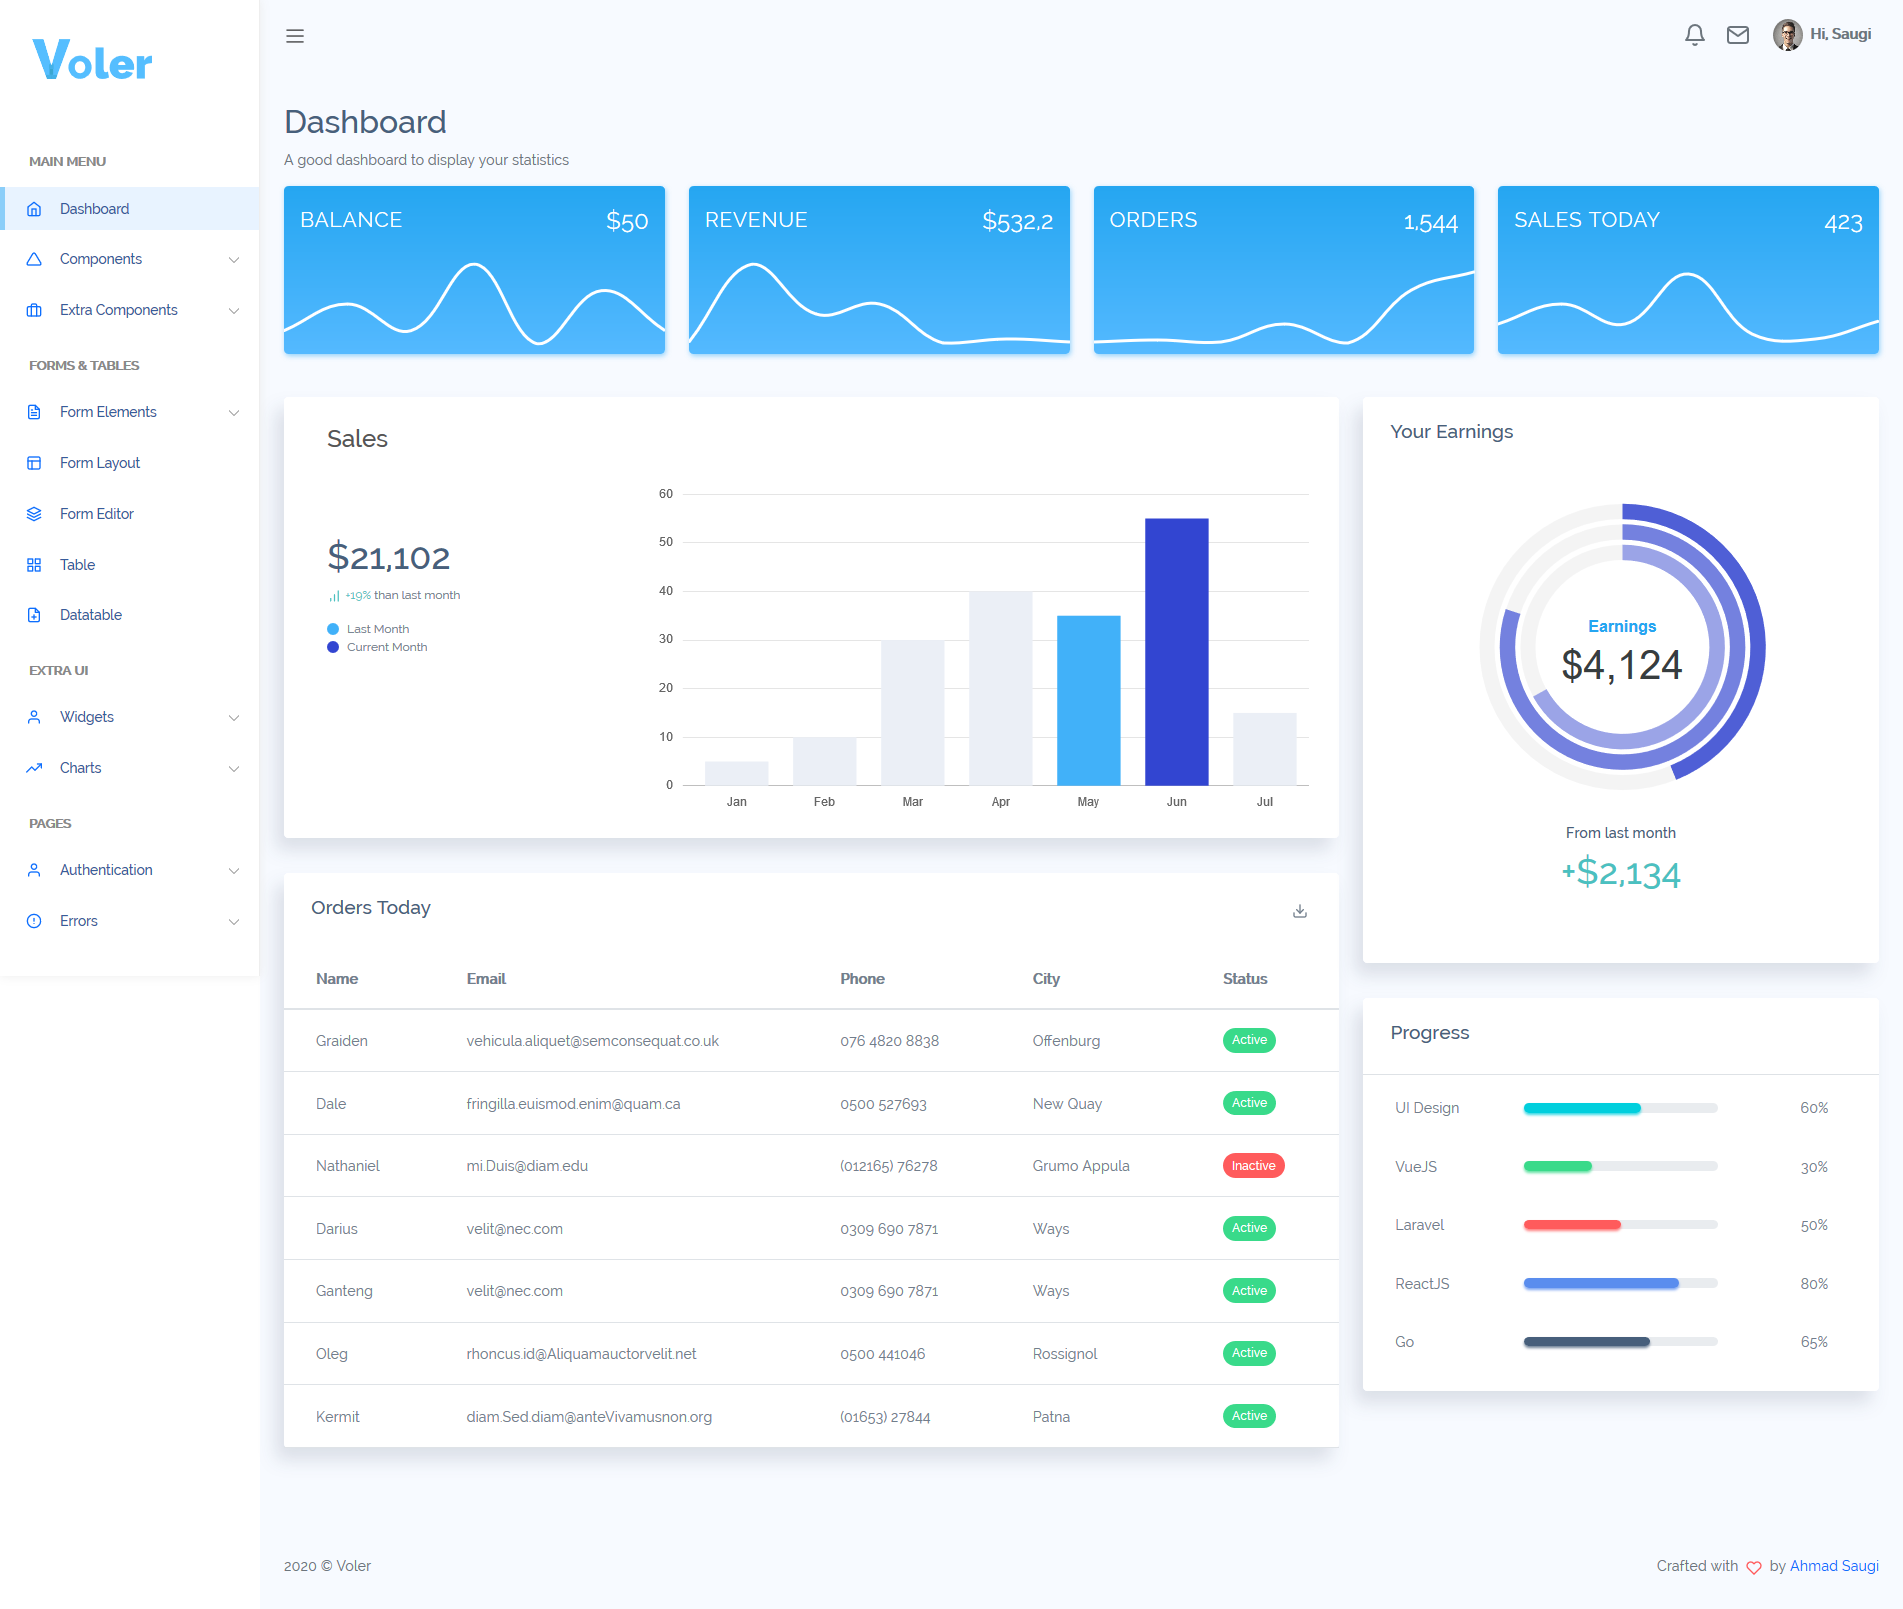 Voler
Hi, Saugi
MAIN MENU
Dashboard
Components
Extra Components
FORMS & TABLES
Form Elements
Form Layout
Form Editor
Table
Datatable
EXTRA UI
Widgets
Charts
PAGES
Authentication
Errors
Dashboard
A good dashboard to display your statistics
BALANCE $50
REVENUE $532,2
ORDERS 1,544
SALES TODAY 423
Sales
$21,102
+19% than last month
Last Month
Current Month
60
50
40
30
20
10
0
Jan Feb Mar Apr May Jun Jul
Your Earnings
Earnings
$4,124
From last month
+$2,134
Orders Today
Name Email Phone City Status
Graiden vehicula.aliquet@semconsequat.co.uk 076 4820 8838 Offenburg Active
Dale fringilla.euismod.enim@quam.ca 0500 527693 New Quay Active
Nathaniel mi.Duis@diam.edu (012165) 76278 Grumo Appula Inactive
Darius velit@nec.com 0309 690 7871 Ways Active
Ganteng velit@nec.com 0309 690 7871 Ways Active
Oleg rhoncus.id@Aliquamauctorvelit.net 0500 441046 Rossignol Active
Kermit diam.Sed.diam@anteVivamusnon.org (01653) 27844 Patna Active
Progress
UI Design 60%
VueJS 30%
Laravel 50%
ReactJS 80%
Go 65%
2020 © Voler
Crafted with by Ahmad Saugi